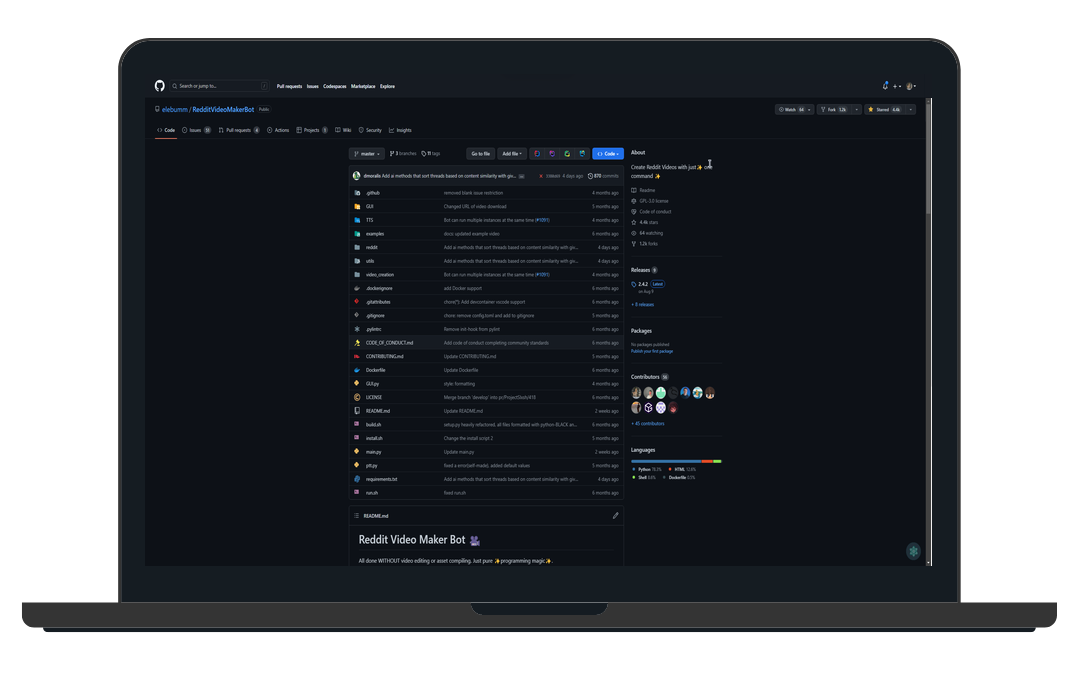 Search or jump to... /
Pull requests Issues Codespaces Marketplace Explore
elebumm / RedditVideoMakerBot Public
Watch 64 Fork 1.2k Starred 4.4k
Code Issues Pull requests 4 Actions Projects Wiki Security Insights
master 3 branches 11 tags Go to file Add file Code
About
Create Reddit Videos with just✨ one
command ✨
Readme
GPL-3.0 license
Code of conduct
4.4k stars
64 watching
1.2k forks
Releases
2.4.2 Latest
on Aug 9
+ 8 releases
Packages
No packages published
Publish your first package
Contributors 56
+ 45 contributors
Languages
Python 78.2% HTML
Shell Dockerfile
Add ai methods that sort threads based on content similarity with giv... 4 days ago 870 commits
.github removed blank issue restriction 4 months ago
GUI Changed URL of video download 5 months ago
TTS Bot can run multiple instances at the same time (#1091) 4 months ago
examples docs: updated example video 6 months ago
reddit Add ai methods that sort threads based on content similarity with giv... 4 days ago
utils Add ai methods that sort threads based on content similarity with giv... 4 days ago
video_creation Bot can run multiple instances at the same time (#1091) 4 months ago
.dockerignore add Docker support 6 months ago
.gitattributes chore(*): Add devcontainer vscode support 6 months ago
.gitignore chore: remove config.toml and add to gitignore 5 months ago
.pylintrc Remove init-hook from pylint 6 months ago
CODE_OF_CONDUCT.md Add code of conduct completing community standards 6 months ago
CONTRIBUTING.md Update CONTRIBUTING.md 5 months ago
Dockerfile Update Dockerfile 6 months ago
GUI.py style: formatting 4 months ago
LICENSE Merge branch 'develop' into 6 months ago
README.md Update README.md 2 weeks ago
build.sh setup.py heavily refactored, all files formatted with python-BLACK an... 6 months ago
install.sh Change the install script 2 5 months ago
main.py Update main.py 2 weeks ago
ptt.py fixed a error(self-made), added default values 5 months ago
requirements.txt Add ai methods that sort threads based on content similarity with giv... 4 days ago
run.sh fixed run.sh 6 months ago
README.md
Reddit Video Maker Bot 🎥
All done WITHOUT video editing or asset compiling. Just pure ✨programming magic✨.